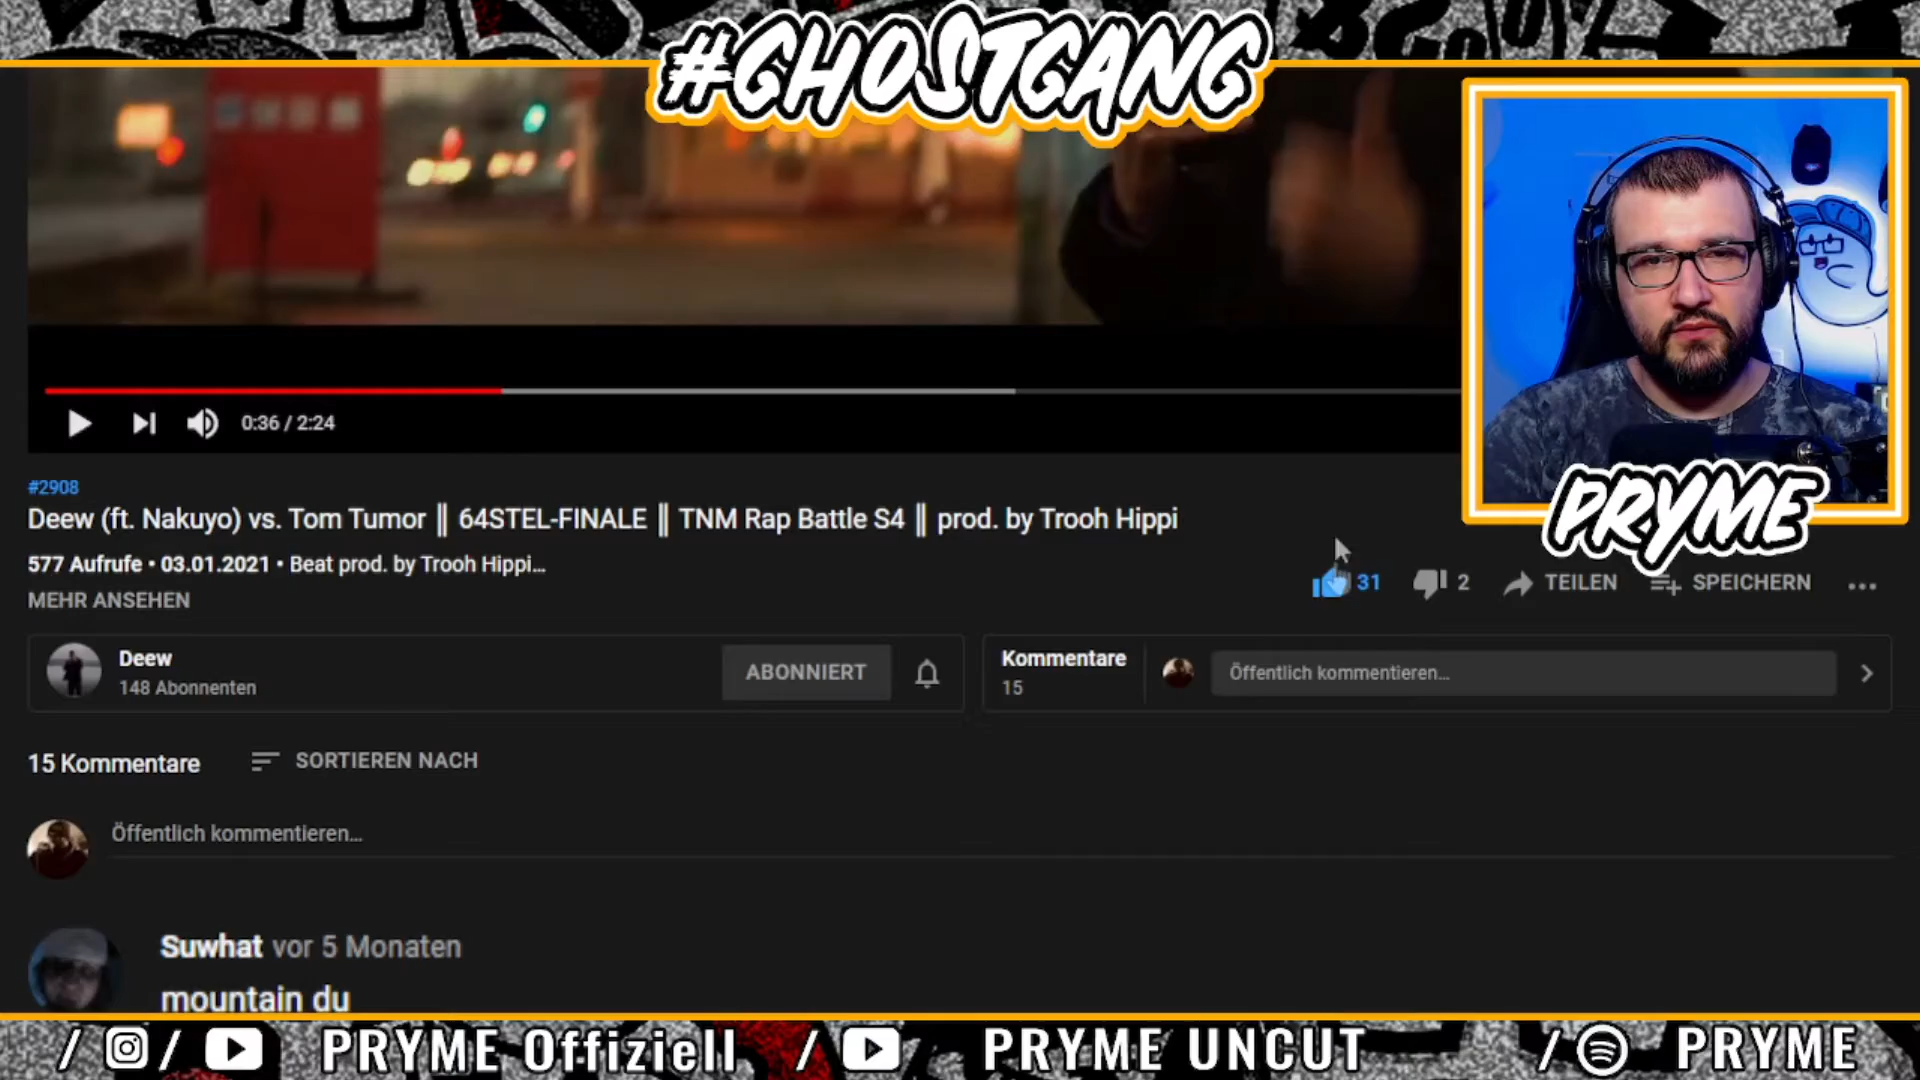 #GHOSTGANG
0:36 / 2:24
#2908
Deew (ft. Nakuyo) vs. Tom Tumor ║ 64STEL-FINALE ║ TNM Rap Battle S4 ║ prod. by Trooh Hippi
577 Aufrufe • 03.01.2021 • Beat prod. by Trooh Hippi...
MEHR ANSEHEN
31
2
TEILEN
SPEICHERN
PRYME
Deew
148 Abonnenten
ABONNIERT
Kommentare
15
Öffentlich kommentieren...
15 Kommentare
SORTIEREN NACH
Öffentlich kommentieren...
Suwhat vor 5 Monaten
mountain du
/ / PRYME Offiziell / PRYME UNCUT / PRYME